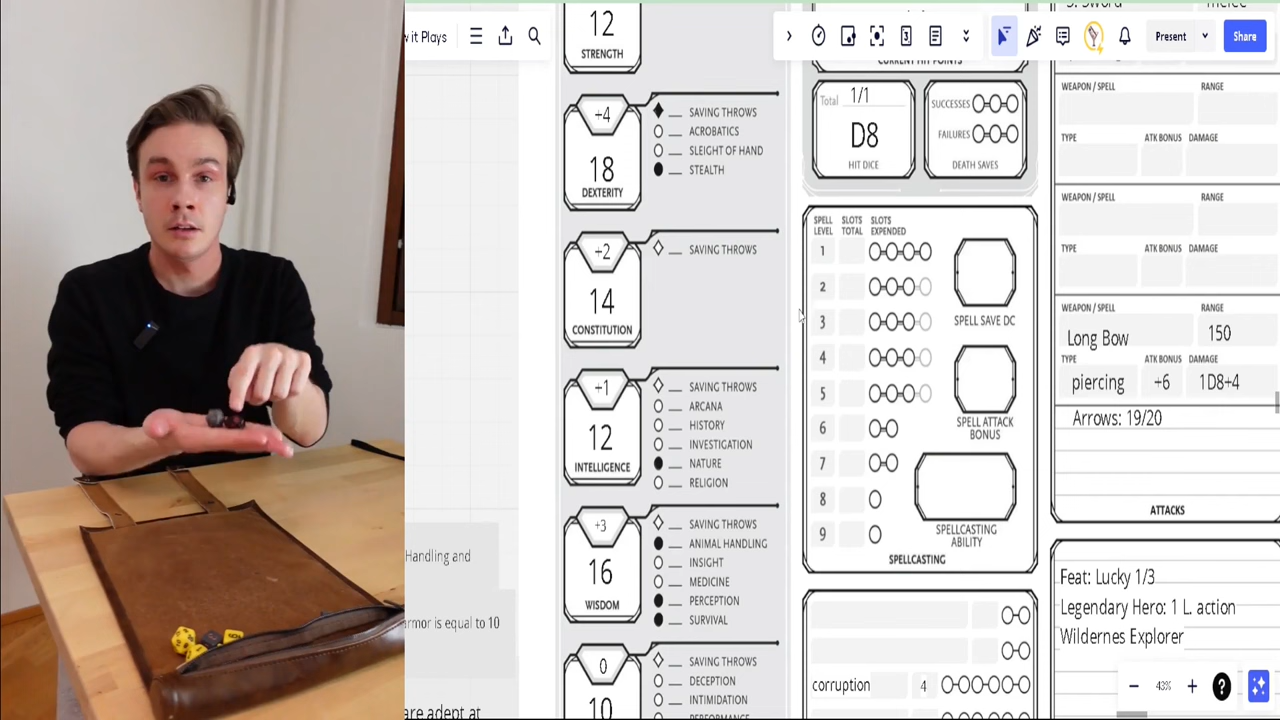 w it Plays
Present
Share
12
STRENGTH
+4
18
DEXTERITY
SAVING THROWS
ACROBATICS
SLEIGHT OF HAND
STEALTH
+2
14
CONSTITUTION
SAVING THROWS
+1
12
INTELLIGENCE
SAVING THROWS
ARCANA
HISTORY
INVESTIGATION
NATURE
RELIGION
+3
16
WISDOM
SAVING THROWS
ANIMAL HANDLING
INSIGHT
MEDICINE
PERCEPTION
SURVIVAL
0
10
SAVING THROWS
DECEPTION
INTIMIDATION
PERFORMANCE
Handling and
armor is equal to 10
are adept at
CURRENT HIT POINTS
Total 1/1
D8
HIT DICE
SUCCESSES
FAILURES
DEATH SAVES
SPELL LEVEL
SLOTS TOTAL
SLOTS EXPENDED
1
2
3
4
5
6
7
8
9
SPELL SAVE DC
SPELL ATTACK BONUS
SPELLCASTING ABILITY
SPELLCASTING
corruption 4
3. Sword melee
WEAPON / SPELL RANGE
TYPE ATK BONUS DAMAGE
WEAPON / SPELL RANGE
TYPE ATK BONUS DAMAGE
WEAPON / SPELL RANGE
Long Bow 150
TYPE ATK BONUS DAMAGE
piercing +6 1D8+4
Arrows: 19/20
ATTACKS
Feat: Lucky 1/3
Legendary Hero: 1 L. action
Wildernes Explorer
43%